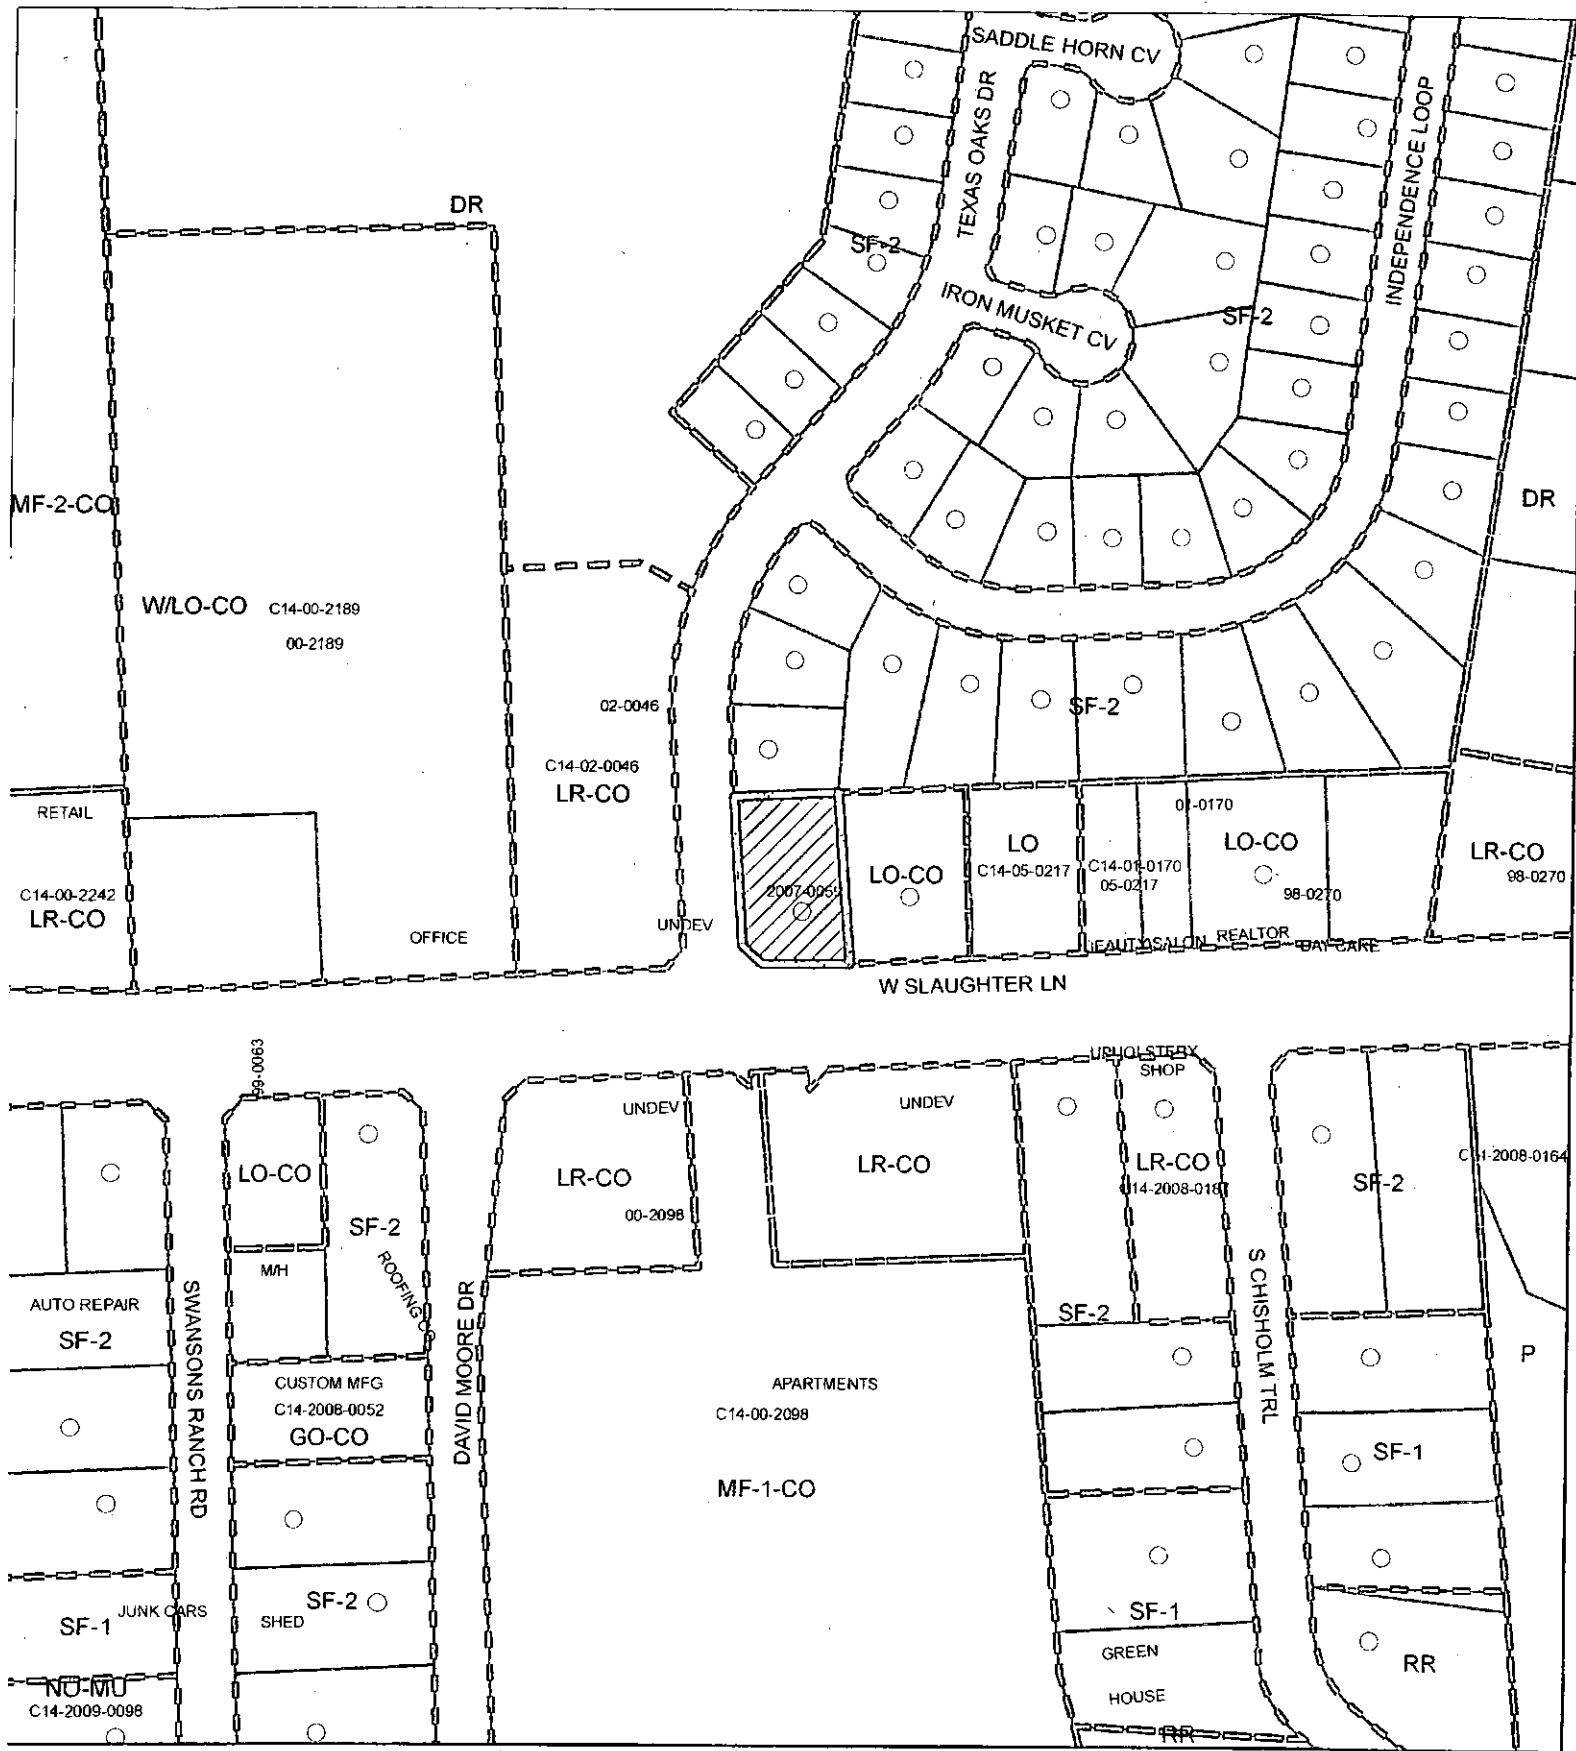 SADDLE HORN CV
TEXAS OAKS DR
INDEPENDENCE LOOP
DR
SF-2
IRON MUSKET CV
SF-2
MF-2-CO
DR
W/LO-CO C14-00-2189
00-2189
02-0046
SF-2
C14-02-0046
LR-CO
RETAIL
01-0170
LO-CO
LO
C14-05-0217
C14-01-0170
05-0217
LO-CO
98-0270
LR-CO
98-0270
C14-00-2242
LR-CO
2007-0059
OFFICE
UNDEV
BEAUTY SALON
REALTOR
DAY CARE
W SLAUGHTER LN
99-0063
UPHOLSTERY
SHOP
UNDEV
UNDEV
LO-CO
LR-CO
LR-CO
LR-CO
C14-2008-0164
SF-2
00-2098
SF-2
M/H
ROOFING
AUTO REPAIR
SF-2
SWANSONS RANCH RD
DAVID MOORE DR
S CHISHOLM TRL
SF-2
P
CUSTOM MFG
C14-2008-0052
GO-CO
APARTMENTS
C14-00-2098
MF-1-CO
SF-1
SF-2
SF-1
JUNK CARS
SHED
SF-1
GREEN
HOUSE
RR
NO-MU
C14-2009-0098
RR